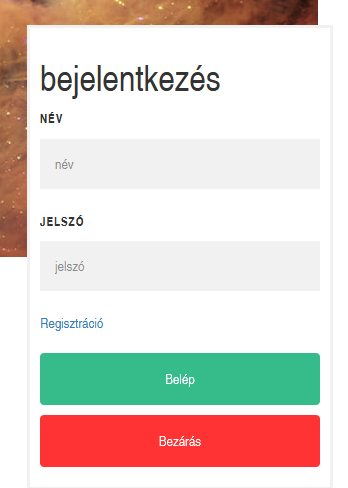 bejelentkezés
NÉV
név
JELSZÓ
jelszó
Regisztráció
Belép
Bezárás